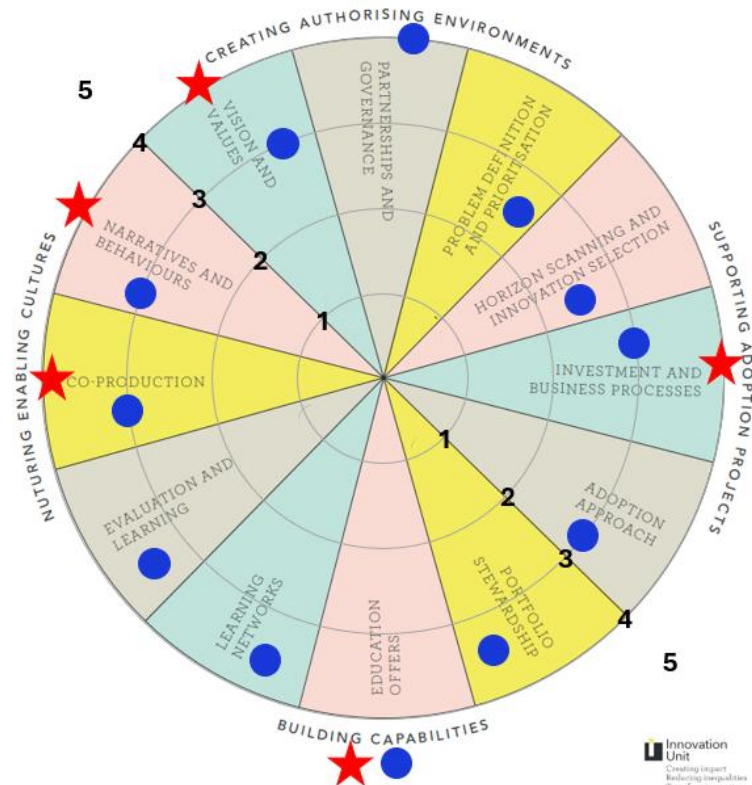 CREATING AUTHORISING ENVIRONMENTS
SUPPORTING ADOPTION PROJECTS
BUILDING CAPABILITIES
NUTURING ENABLING CULTURES
VISION AND
VALUES
PARTNERSHIPS AND
GOVERNANCE
PROBLEM DEFINITION
AND PRIORITISATION
HORIZON SCANNING AND
INNOVATION SELECTION
INVESTMENT AND
BUSINESS PROCESSES
ADOPTION
APPROACH
PORTFOLIO
STEWARDSHIP
EDUCATION
OFFERS
LEARNING
NETWORKS
EVALUATION AND
LEARNING
CO-PRODUCTION
NARRATIVES AND
BEHAVIOURS
5
4
3
2
1
1
2
3
4
5
Innovation
Unit
Creating impact
Reducing inequalities